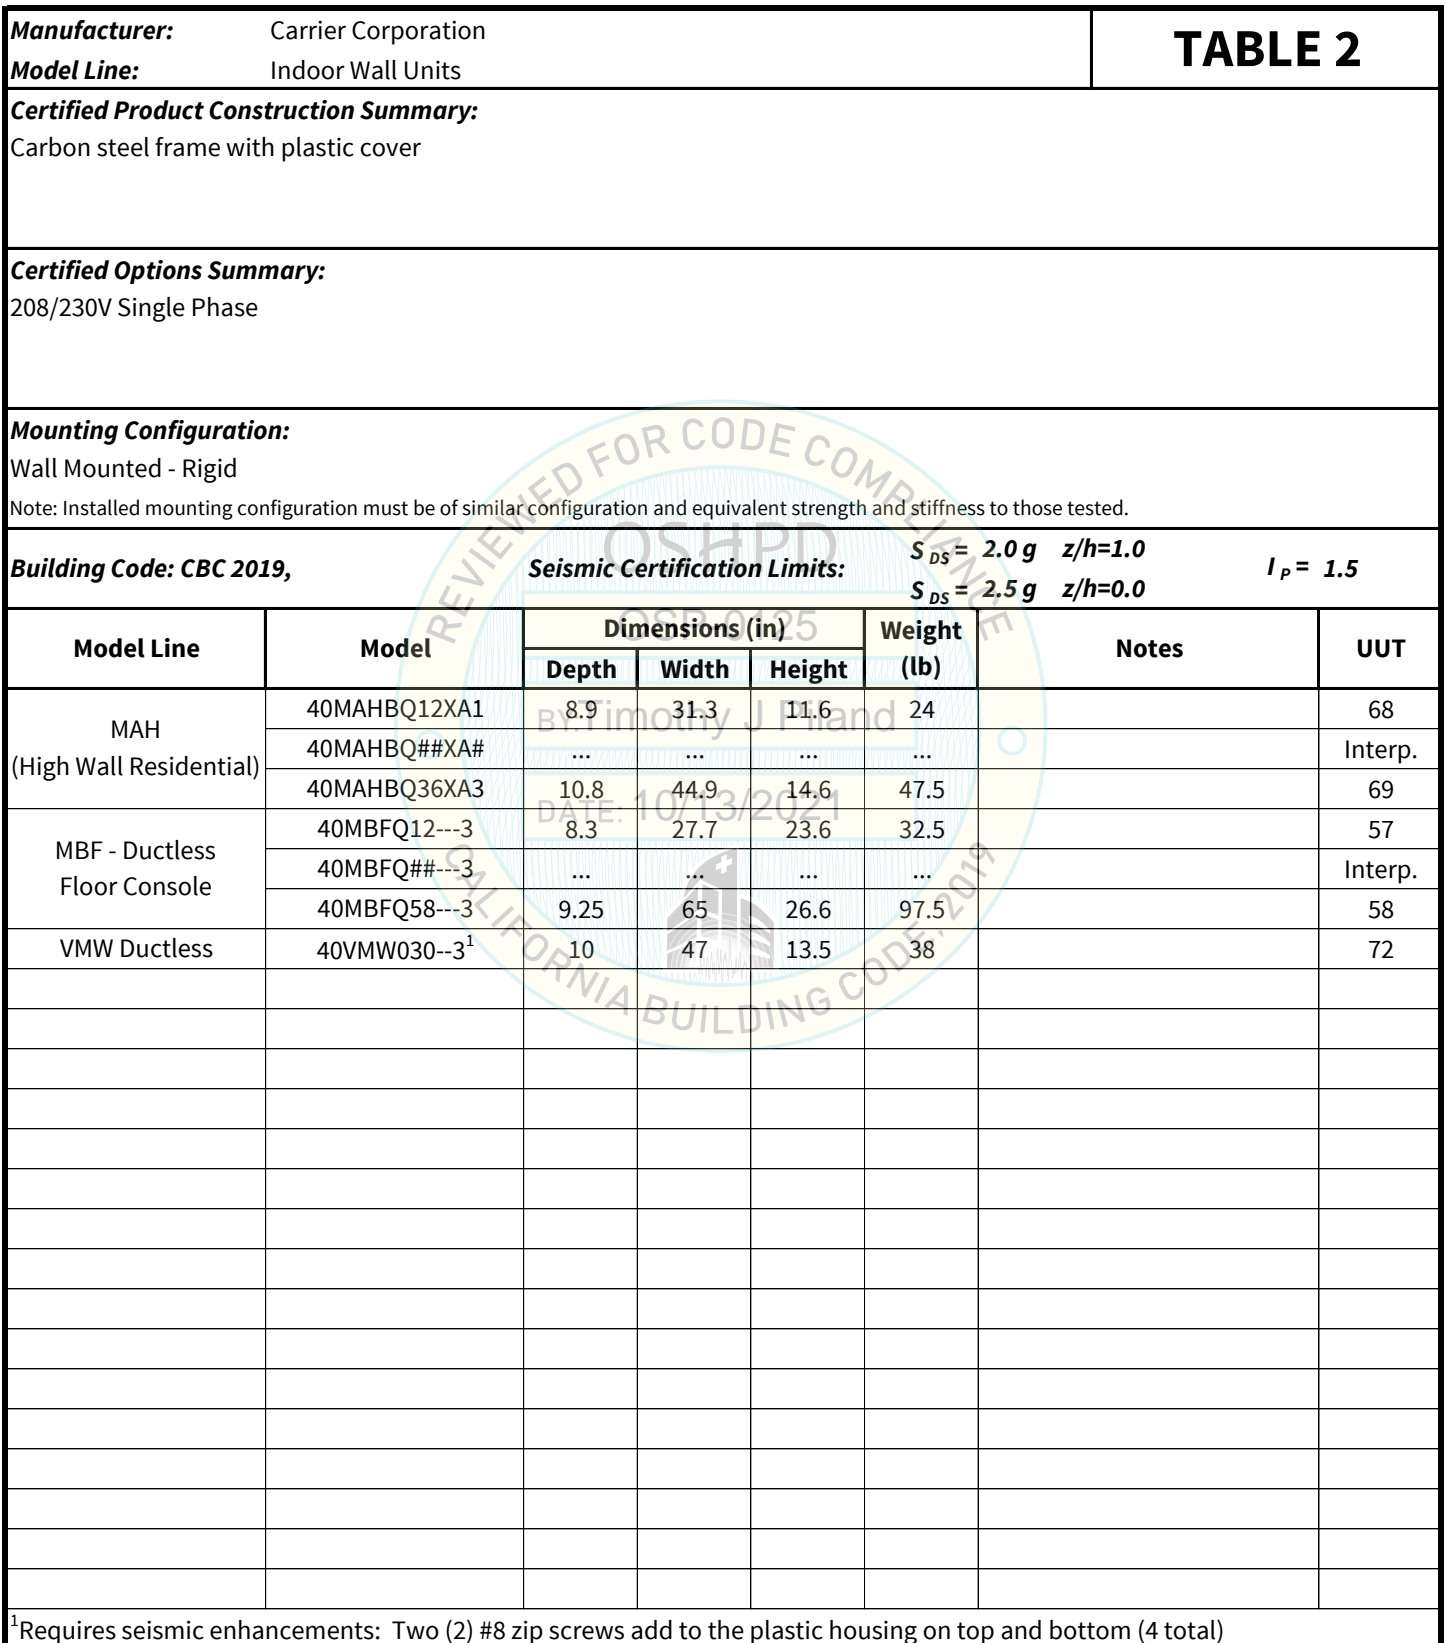 Manufacturer: Carrier Corporation
TABLE 2
Model Line: Indoor Wall Units
Certified Product Construction Summary:
Carbon steel frame with plastic cover
Certified Options Summary:
208/230V Single Phase
Mounting Configuration:
Wall Mounted - Rigid
Note: Installed mounting configuration must be of similar configuration and equivalent strength and stiffness to those tested.
Building Code: CBC 2019, Seismic Certification Limits: S DS = 2.0 g z/h=1.0 I P = 1.5
S DS = 2.5 g z/h=0.0
Model Line Model Dimensions (in) Weight (lb) Notes UUT
Depth Width Height
MAH (High Wall Residential)
40MAHBQ12XA1 8.9 31.3 11.6 24 68
40MAHBQ##XA# ... ... ... ... Interp.
40MAHBQ36XA3 10.8 44.9 14.6 47.5 69
MBF - Ductless Floor Console
40MBFQ12---3 8.3 27.7 23.6 32.5 57
40MBFQ##---3 ... ... ... ... Interp.
40MBFQ58---3 9.25 65 26.6 97.5 58
VMW Ductless 40VMW030--3¹ 10 47 13.5 38 72
¹Requires seismic enhancements: Two (2) #8 zip screws add to the plastic housing on top and bottom (4 total)
REVIEWED FOR CODE COMPLIANCE
OSHPD
OSP-0125
BY: Timothy J Piland
DATE: 10/13/2021
CALIFORNIA BUILDING CODE, 2019